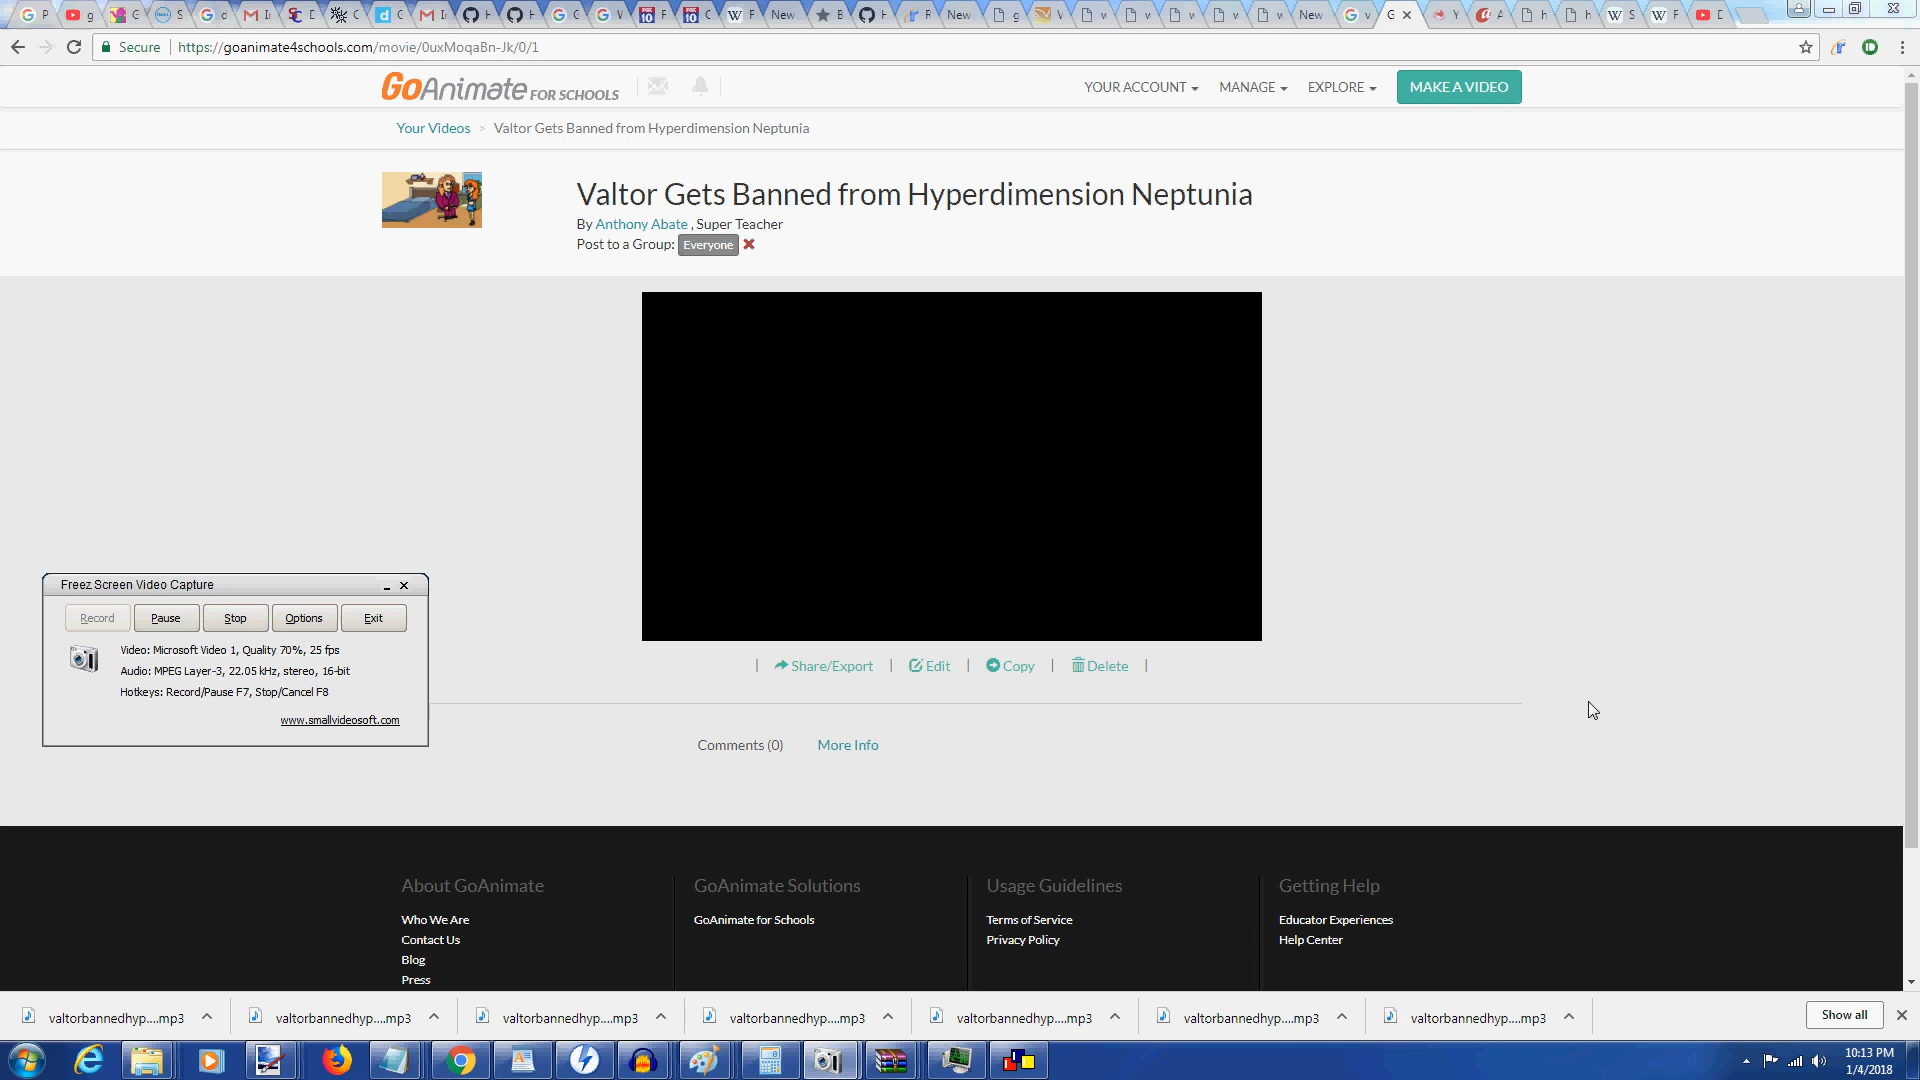 Secure
https://goanimate4schools.com/movie/0uxMoqaBn-Jk/0/1
GoAnimate FOR SCHOOLS
YOUR ACCOUNT
MANAGE
EXPLORE
MAKE A VIDEO
Your Videos > Valtor Gets Banned from Hyperdimension Neptunia
Valtor Gets Banned from Hyperdimension Neptunia
By Anthony Abate , Super Teacher
Post to a Group: Everyone
Freez Screen Video Capture
Record Pause Stop Options Exit
Video: Microsoft Video 1, Quality 70%, 25 fps
Audio: MPEG Layer-3, 22.05 kHz, stereo, 16-bit
Hotkeys: Record/Pause F7, Stop/Cancel F8
www.smallvideosoft.com
| Share/Export | Edit | Copy | Delete |
Comments (0) More Info
About GoAnimate
Who We Are
Contact Us
Blog
Press
GoAnimate Solutions
GoAnimate for Schools
Usage Guidelines
Terms of Service
Privacy Policy
Getting Help
Educator Experiences
Help Center
valtorbannedhyp....mp3
valtorbannedhyp....mp3
valtorbannedhyp....mp3
valtorbannedhyp....mp3
valtorbannedhyp....mp3
valtorbannedhyp....mp3
valtorbannedhyp....mp3
Show all
10:13 PM
1/4/2018